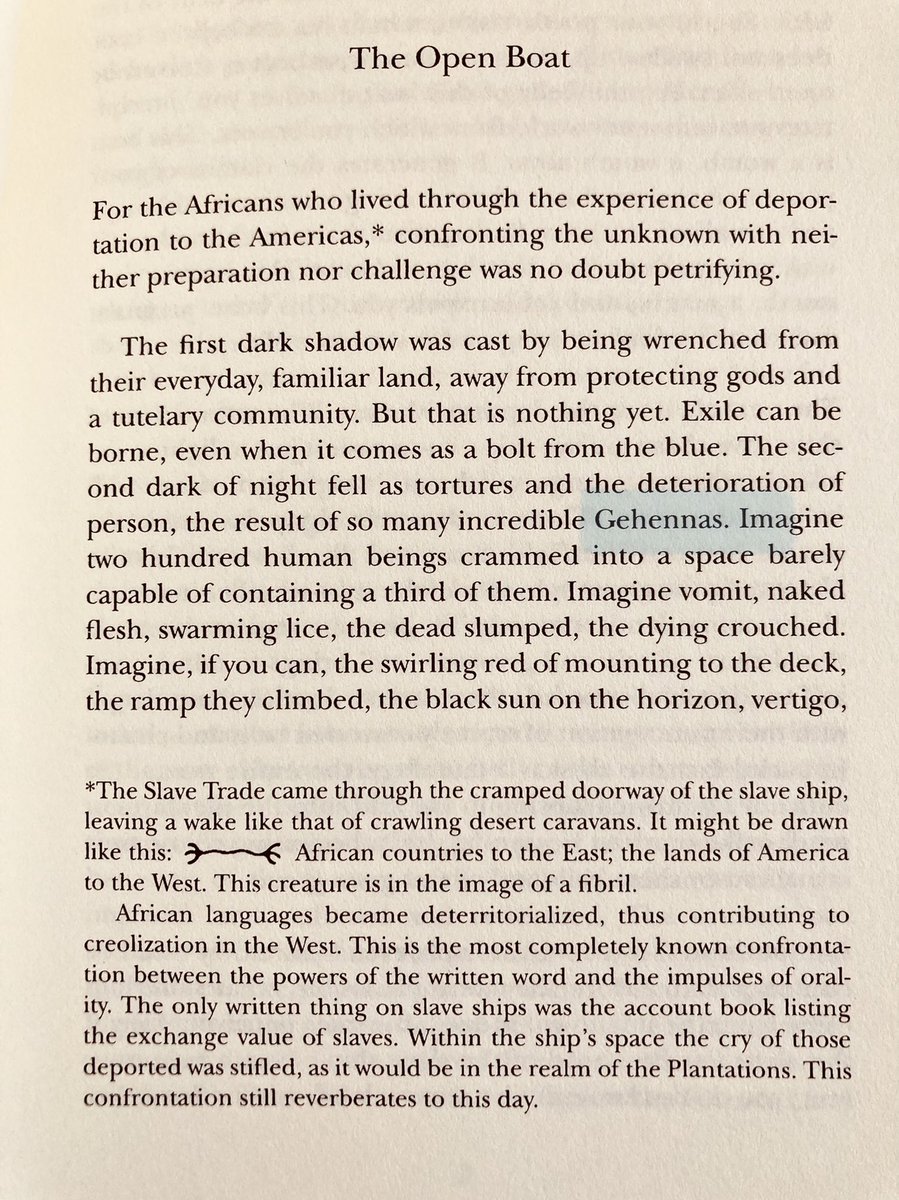 The Open Boat
For the Africans who lived through the experience of depor-
tation to the Americas,* confronting the unknown with nei-
ther preparation nor challenge was no doubt petrifying.
The first dark shadow was cast by being wrenched from
their everyday, familiar land, away from protecting gods and
a tutelary community. But that is nothing yet. Exile can be
borne, even when it comes as a bolt from the blue. The sec-
ond dark of night fell as tortures and the deterioration of
person, the result of so many incredible Gehennas. Imagine
two hundred human beings crammed into a space barely
capable of containing a third of them. Imagine vomit, naked
flesh, swarming lice, the dead slumped, the dying crouched.
Imagine, if you can, the swirling red of mounting to the deck,
the ramp they climbed, the black sun on the horizon, vertigo,
*The Slave Trade came through the cramped doorway of the slave ship,
leaving a wake like that of crawling desert caravans. It might be drawn
like this: African countries to the East; the lands of America
to the West. This creature is in the image of a fibril.
African languages became deterritorialized, thus contributing to
creolization in the West. This is the most completely known confronta-
tion between the powers of the written word and the impulses of oral-
ity. The only written thing on slave ships was the account book listing
the exchange value of slaves. Within the ship's space the cry of those
deported was stifled, as it would be in the realm of the Plantations. This
confrontation still reverberates to this day.